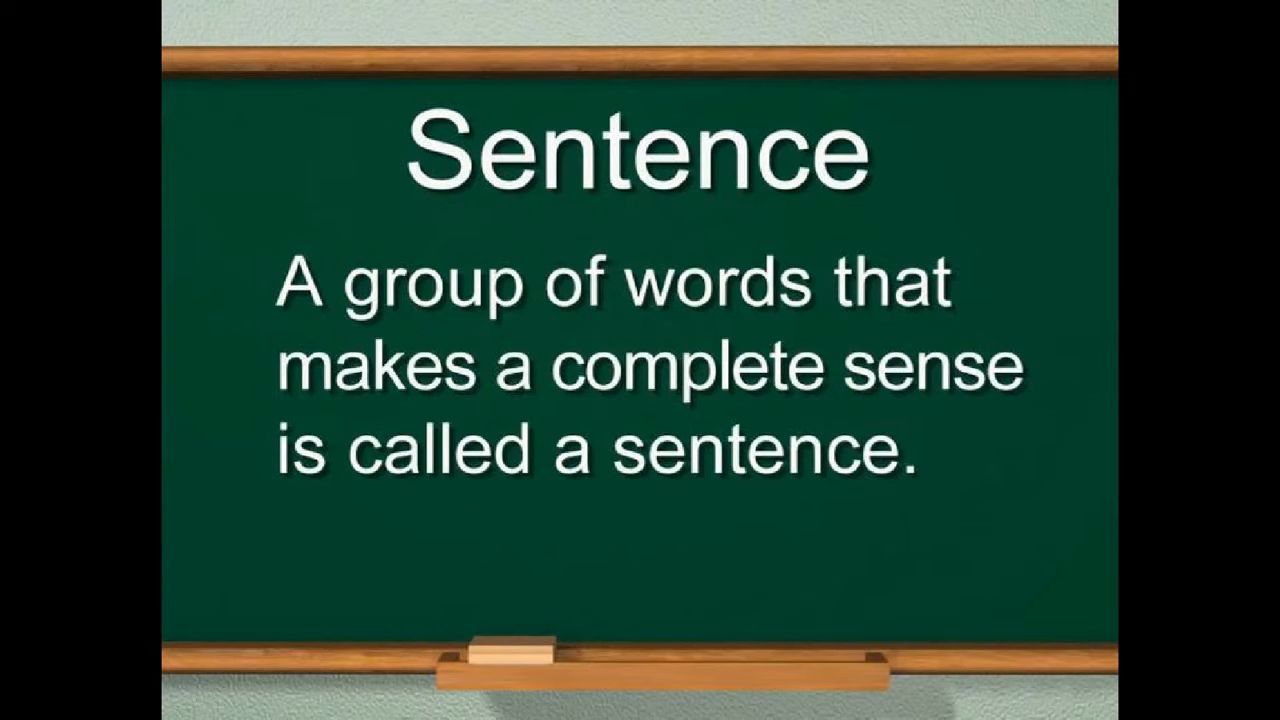 Sentence
A group of words that
makes a complete sense
is called a sentence.